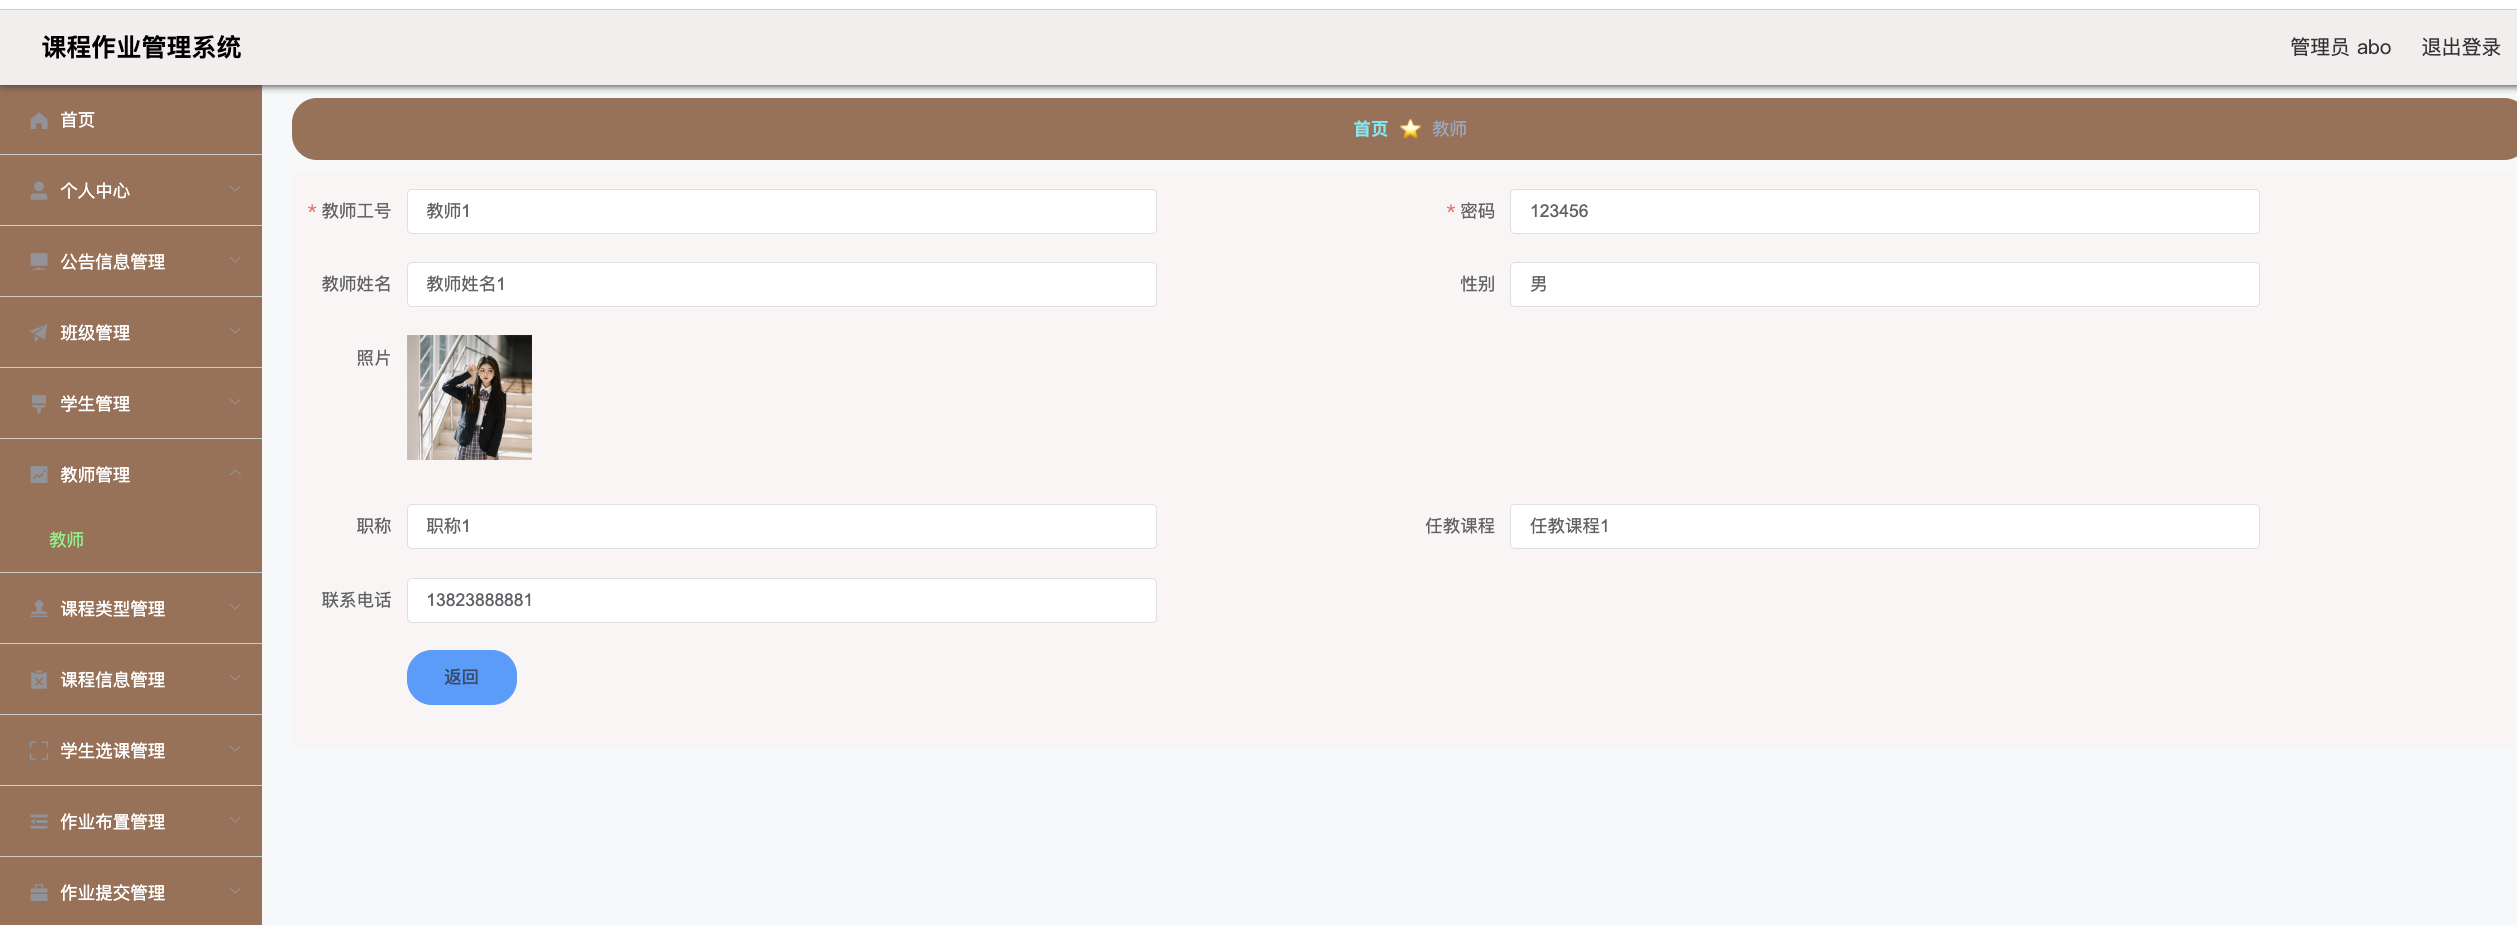 课程作业管理系统
管理员 abo 退出登录
首页
个人中心
公告信息管理
班级管理
学生管理
教师管理
教师
课程类型管理
课程信息管理
学生选课管理
作业布置管理
作业提交管理
首页 ⭐ 教师
* 教师工号 教师1 * 密码 123456
教师姓名 教师姓名1 性别 男
照片
职称 职称1 任教课程 任教课程1
联系电话 13823888881
返回